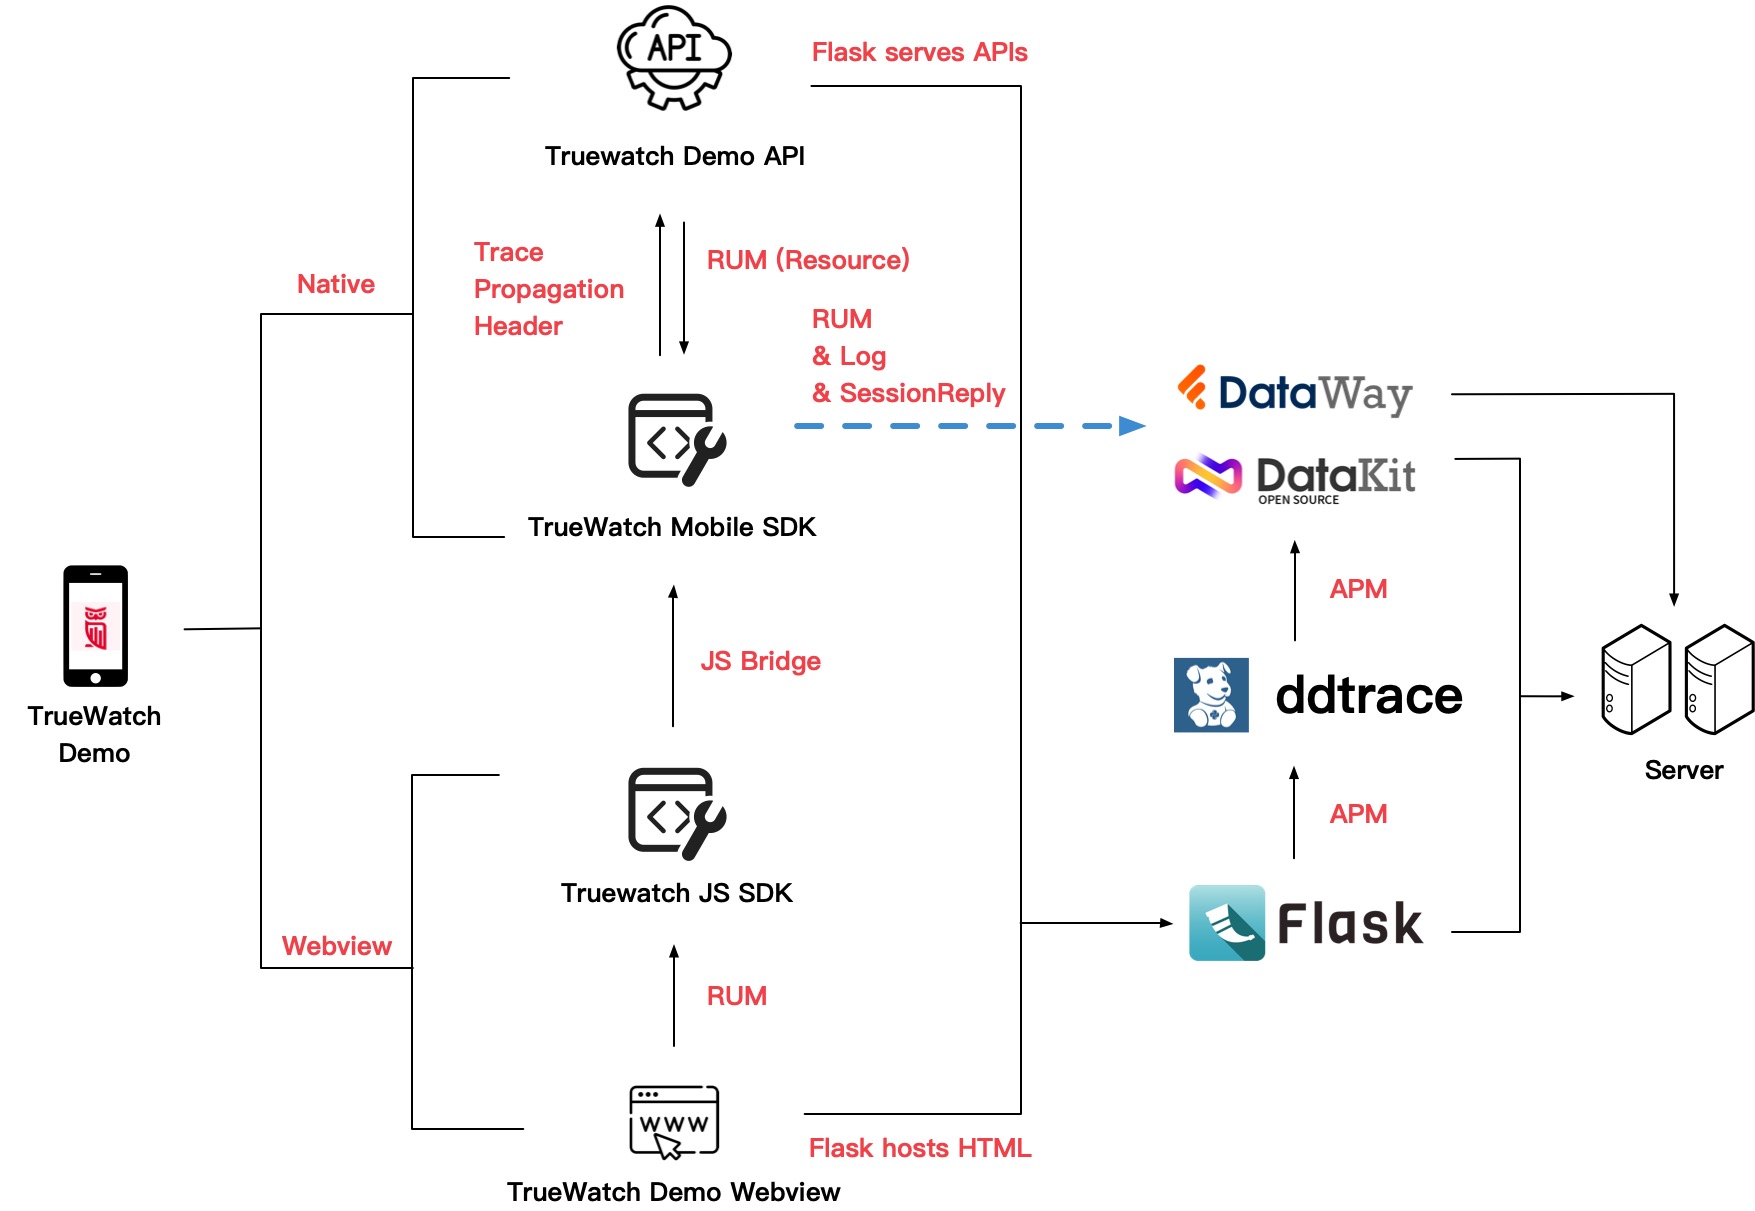 API
Flask serves APIs
Truewatch Demo API
Trace
Propagation
Header
RUM (Resource)
Native
RUM
& Log
& SessionReply
DataWay
DataKit
OPEN SOURCE
TrueWatch Mobile SDK
APM
JS Bridge
ddtrace
TrueWatch
Demo
Server
APM
Truewatch JS SDK
Flask
Webview
RUM
WWW
Flask hosts HTML
TrueWatch Demo Webview